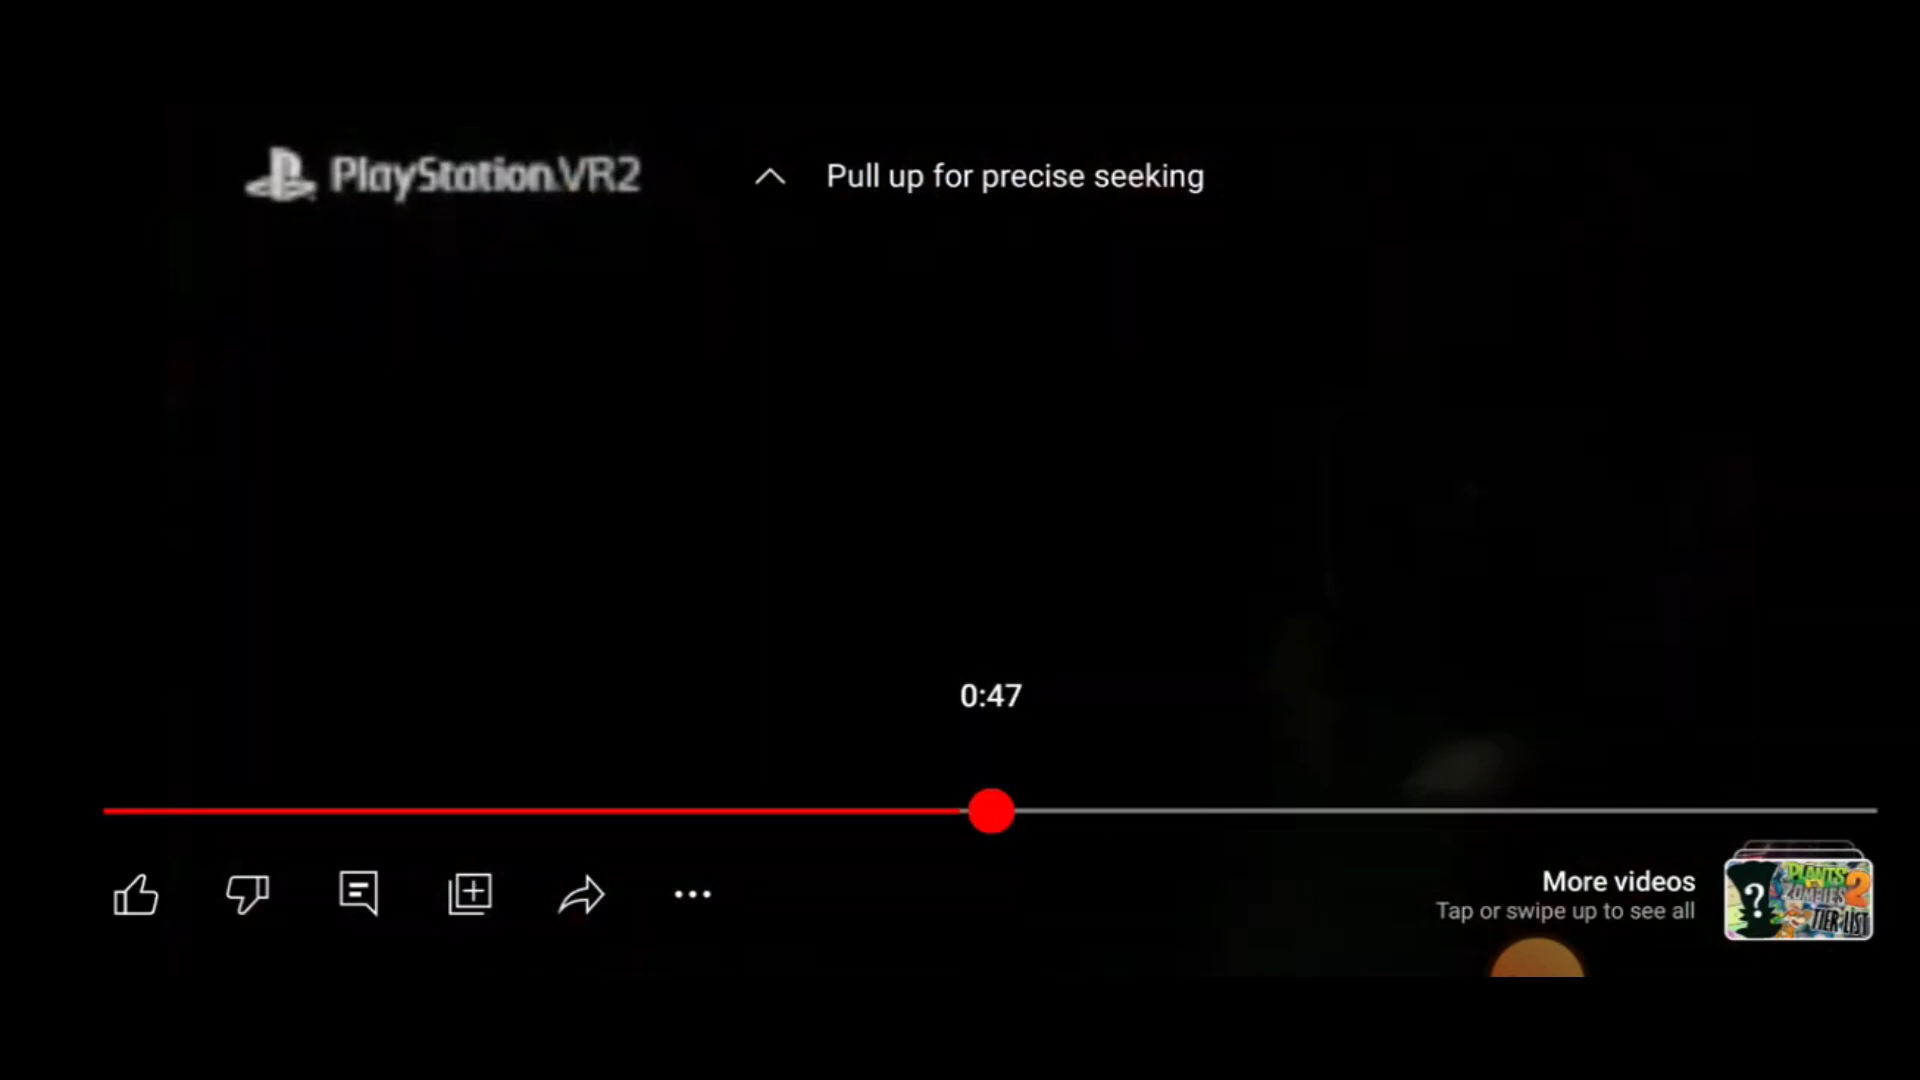 PlayStation.VR2
Pull up for precise seeking
0:47
More videos
Tap or swipe up to see all
?
PLANTS
ZOMBIES 2
TIER LIST